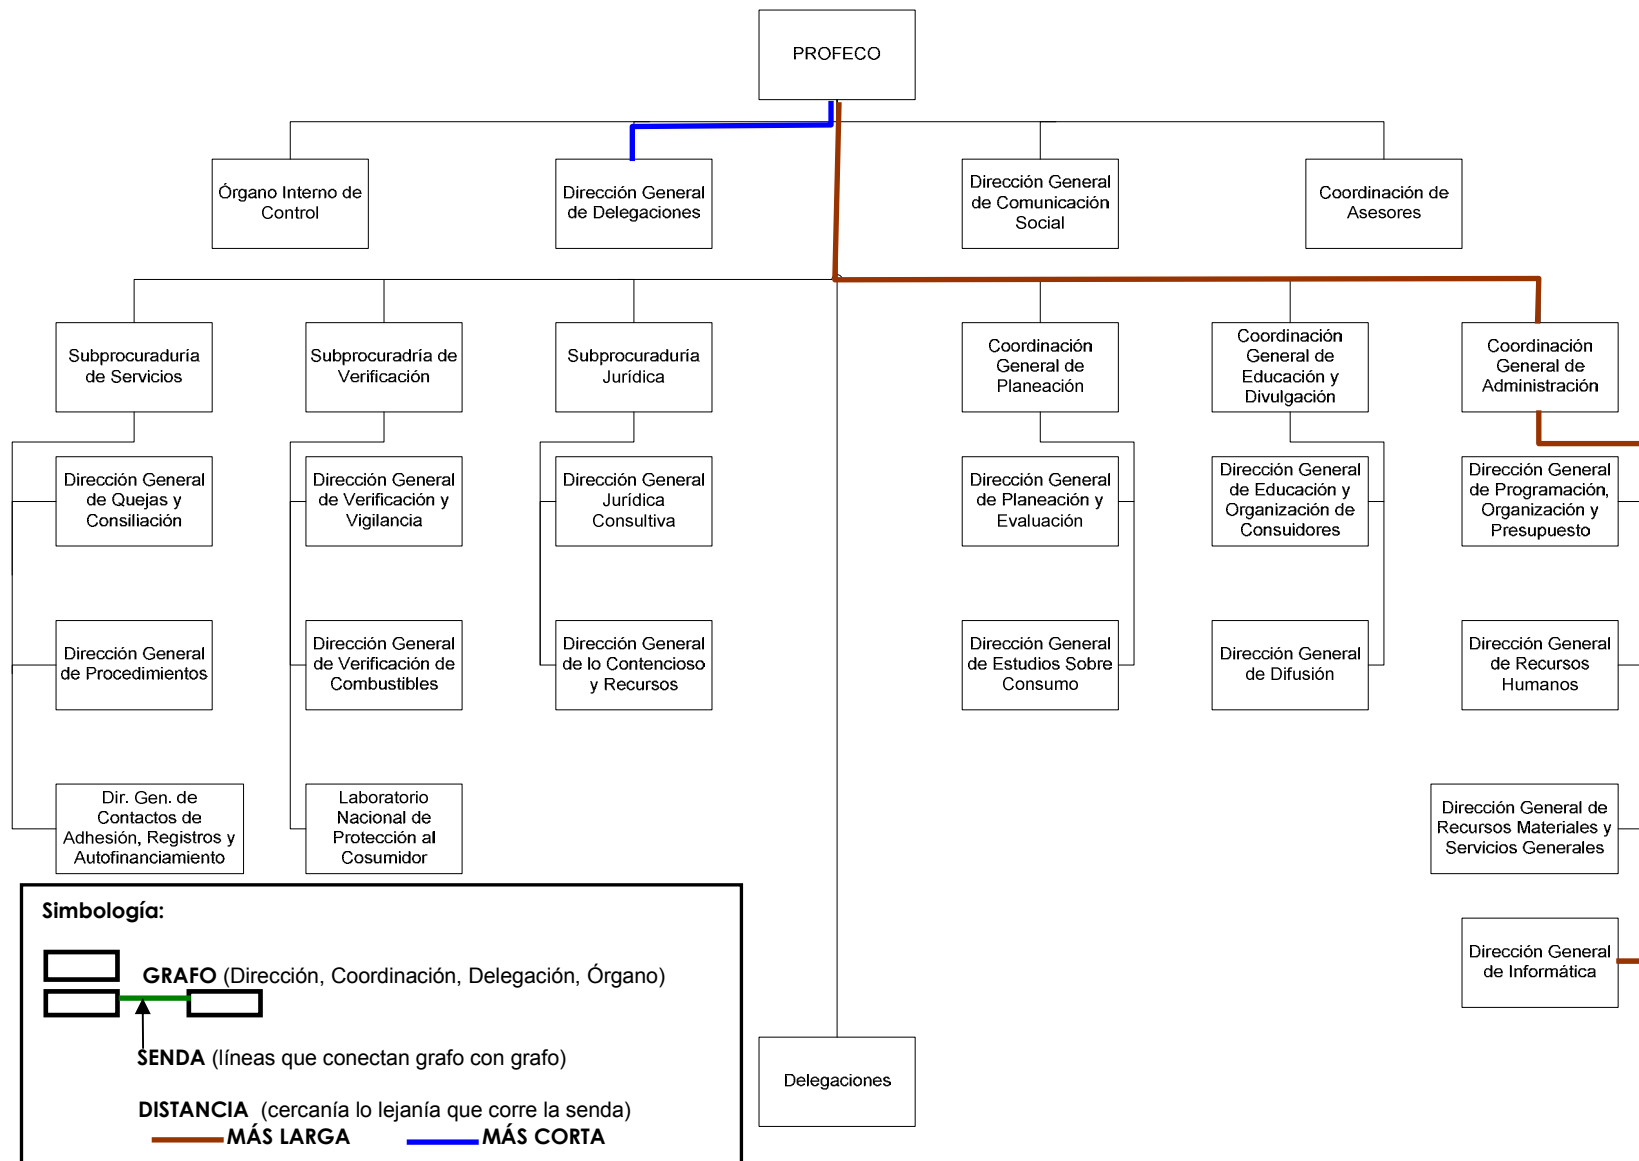 PROFECO
Órgano Interno de
Control
Dirección General
de Delegaciones
Dirección General
de Comunicación
Social
Coordinación de
Asesores
Subprocuraduría
de Servicios
Subprocuradría de
Verificación
Subprocuraduría
Jurídica
Coordinación
General de
Planeación
Coordinación
General de
Educación y
Divulgación
Coordinación
General de
Administración
Dirección General
de Quejas y
Consiliación
Dirección General
de Verificación y
Vigilancia
Dirección General
Jurídica
Consultiva
Dirección General
de Planeación y
Evaluación
Dirección General
de Educación y
Organización de
Consuidores
Dirección General
de Programación,
Organización y
Presupuesto
Dirección General
de Procedimientos
Dirección General
de Verificación de
Combustibles
Dirección General
de lo Contencioso
y Recursos
Dirección General
de Estudios Sobre
Consumo
Dirección General
de Difusión
Dirección General
de Recursos
Humanos
Dir. Gen. de
Contactos de
Adhesión, Registros y
Autofinanciamiento
Laboratorio
Nacional de
Protección al
Cosumidor
Dirección General de
Recursos Materiales y
Servicios Generales
Dirección General
de Informática
Delegaciones
Simbología:
GRAFO (Dirección, Coordinación, Delegación, Órgano)
SENDA (líneas que conectan grafo con grafo)
DISTANCIA (cercanía lo lejanía que corre la senda)
MÁS LARGA MÁS CORTA